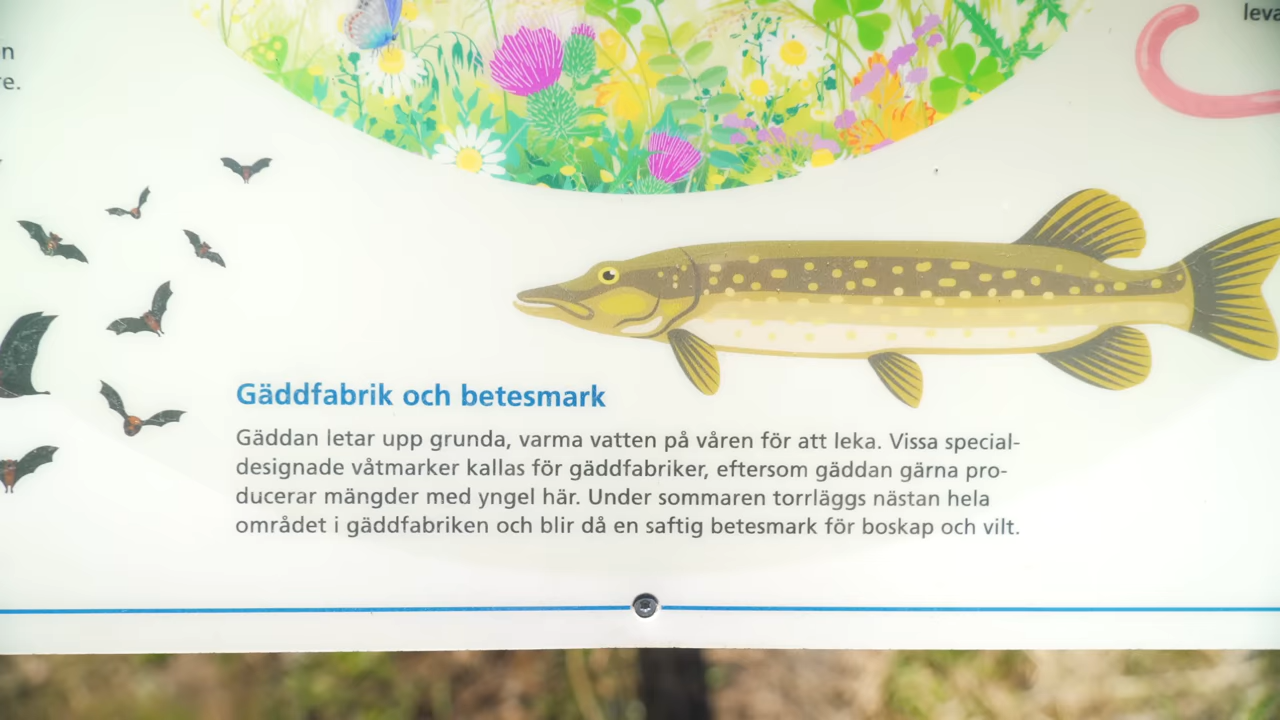 Gäddfabrik och betesmark
Gäddan letar upp grunda, varma vatten på våren för att leka. Vissa special-
designade våtmarker kallas för gäddfabriker, eftersom gäddan gärna pro-
ducerar mängder med yngel här. Under sommaren torrläggs nästan hela
området i gäddfabriken och blir då en saftig betesmark för boskap och vilt.